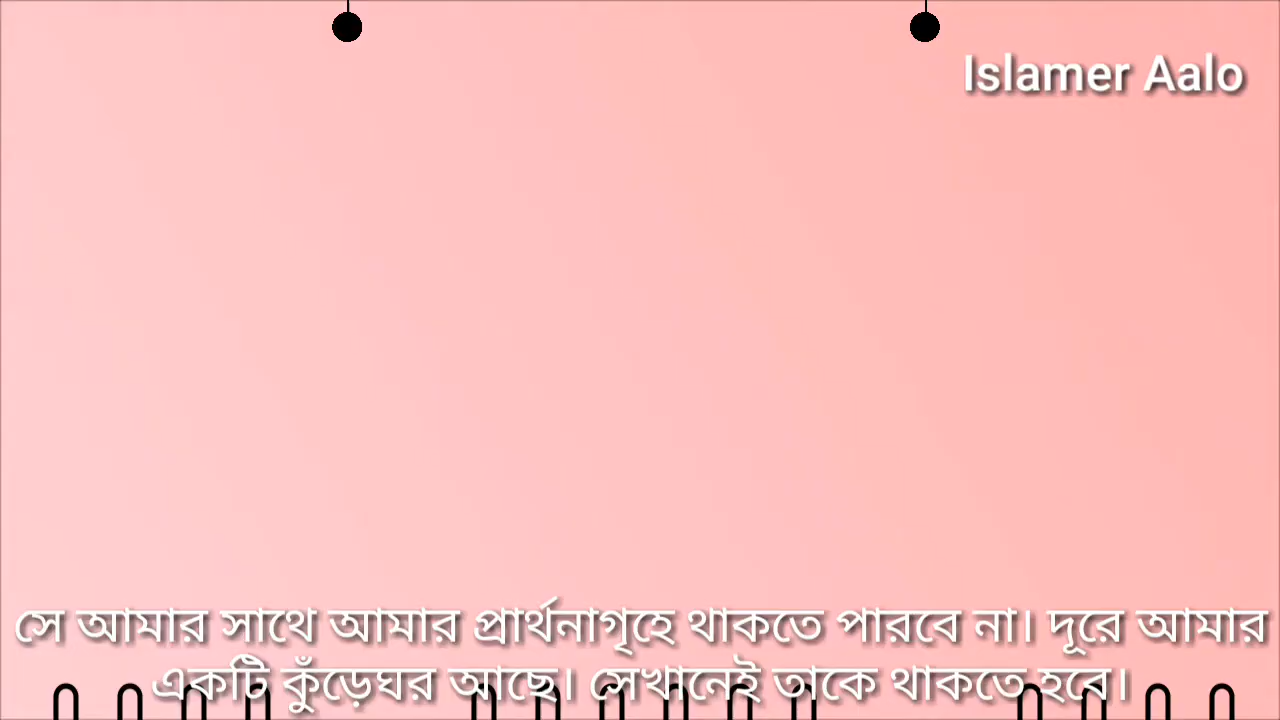 Islamer Aalo
সে আমার সাথে আমার প্রার্থনাগৃহে থাকতে পারবে না। দূরে আমার
একটি কুঁড়েঘর আছে। সেখানেই তাকে থাকতে হবে।